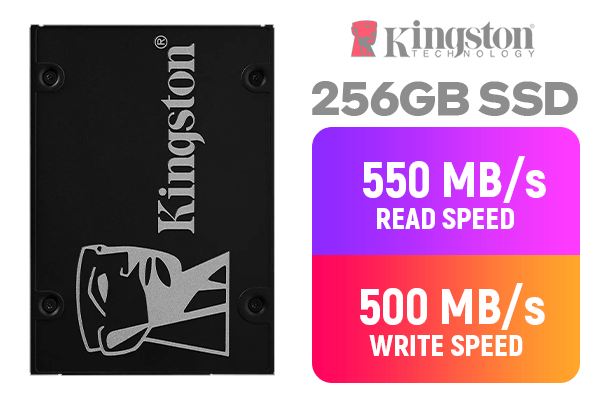 Kingston®
Kingston
TECHNOLOGY
256GB SSD
550 MB/s
READ SPEED
500 MB/s
WRITE SPEED